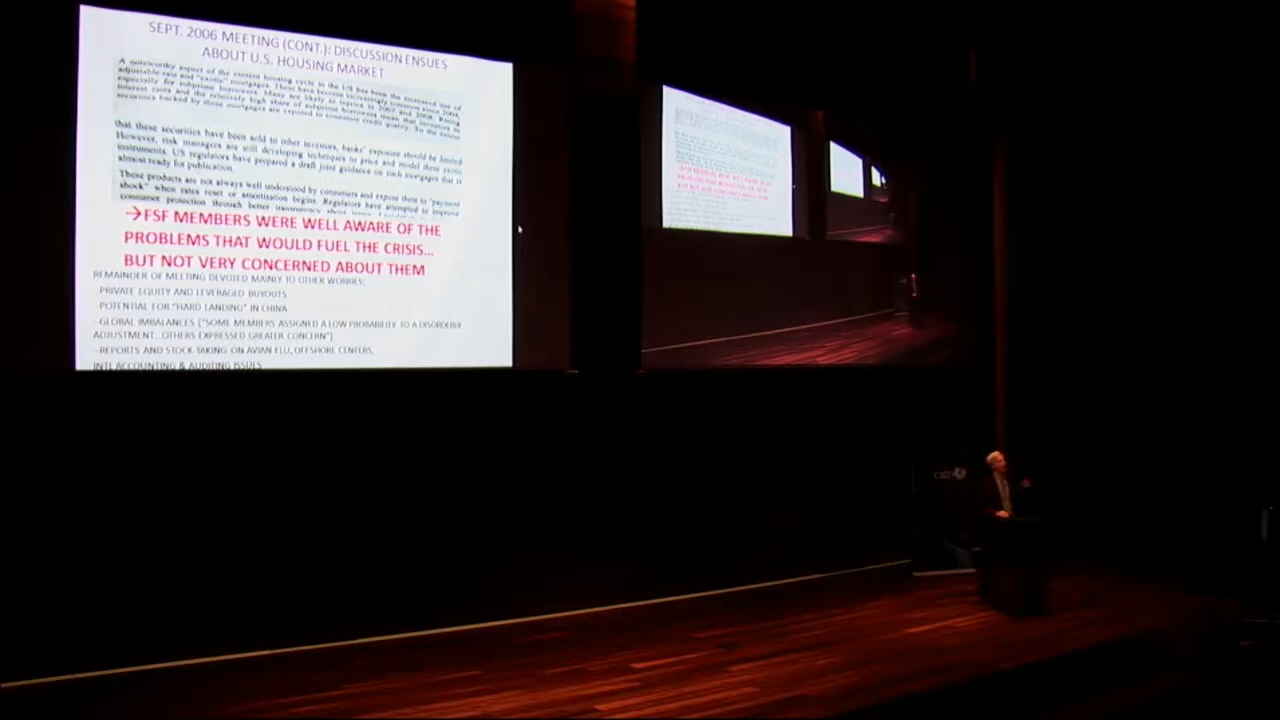 SEPT. 2006 MEETING (CONT.): DISCUSSION ENSUES
ABOUT U.S. HOUSING MARKET
A noteworthy aspect of the current housing cycle in the US has been the increased use of
adjustable-rate and "exotic" mortgages. These have become increasingly common since 2004,
especially for subprime borrowers. Many are likely to reprice in 2007 and 2008. Rising
interest rates and the relatively high share of subprime borrowers mean that investors in
securities backed by these mortgages are exposed to consumer credit quality. To the extent
that these securities have been sold to other investors, banks' exposure should be limited
However, risk managers are still developing techniques to price and model these exotic
instruments. US regulators have prepared a draft joint guidance on such mortgages that is
almost ready for publication.
These products are not always well understood by consumers and expose them to "payment
shock" when rates reset or amortisation begins. Regulators have attempted to improve
consumer protection through better transparency about
→FSF MEMBERS WERE WELL AWARE OF THE
PROBLEMS THAT WOULD FUEL THE CRISIS...
BUT NOT VERY CONCERNED ABOUT THEM
REMAINDER OF MEETING DEVOTED MAINLY TO OTHER WORRIES:
-PRIVATE EQUITY AND LEVERAGED BUYOUTS
-POTENTIAL FOR "HARD LANDING" IN CHINA
-GLOBAL IMBALANCES ("SOME MEMBERS ASSIGNED A LOW PROBABILITY TO A DISORDERLY
ADJUSTMENT...OTHERS EXPRESSED GREATER CONCERN")
-REPORTS AND STOCK-TAKING ON AVIAN FLU, OFFSHORE CENTERS,
INTL ACCOUNTING & AUDITING ISSUES